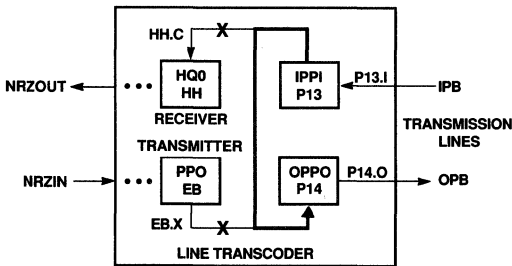 HH.C
X
NRZOUT
HQ0
HH
RECEIVER
IPPI
P13
P13.I
IPB
TRANSMISSION
LINES
TRANSMITTER
NRZIN
PPO
EB
OPPO
P14
P14.O
OPB
EB.X
X
LINE TRANSCODER